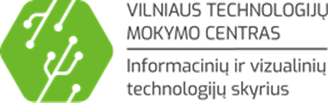 VILNIAUS TECHNOLOGIJŲ
MOKYMO CENTRAS
Informacinių ir vizualinių
technologijų skyrius